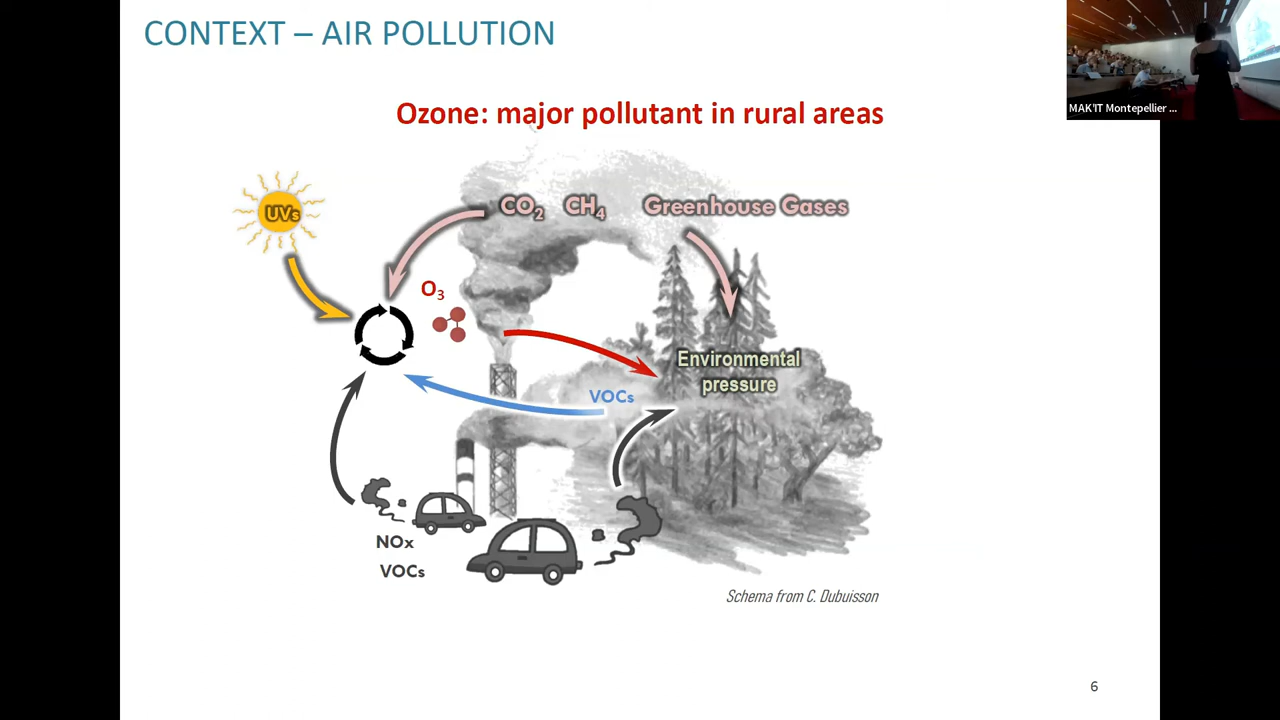 CONTEXT – AIR POLLUTION
MAK'IT Montepellier ...
Ozone: major pollutant in rural areas
UVs
CO2 CH4 Greenhouse Gases
O3
Environmental
pressure
VOCs
NOx
VOCs
Schema from C. Dubuisson
6